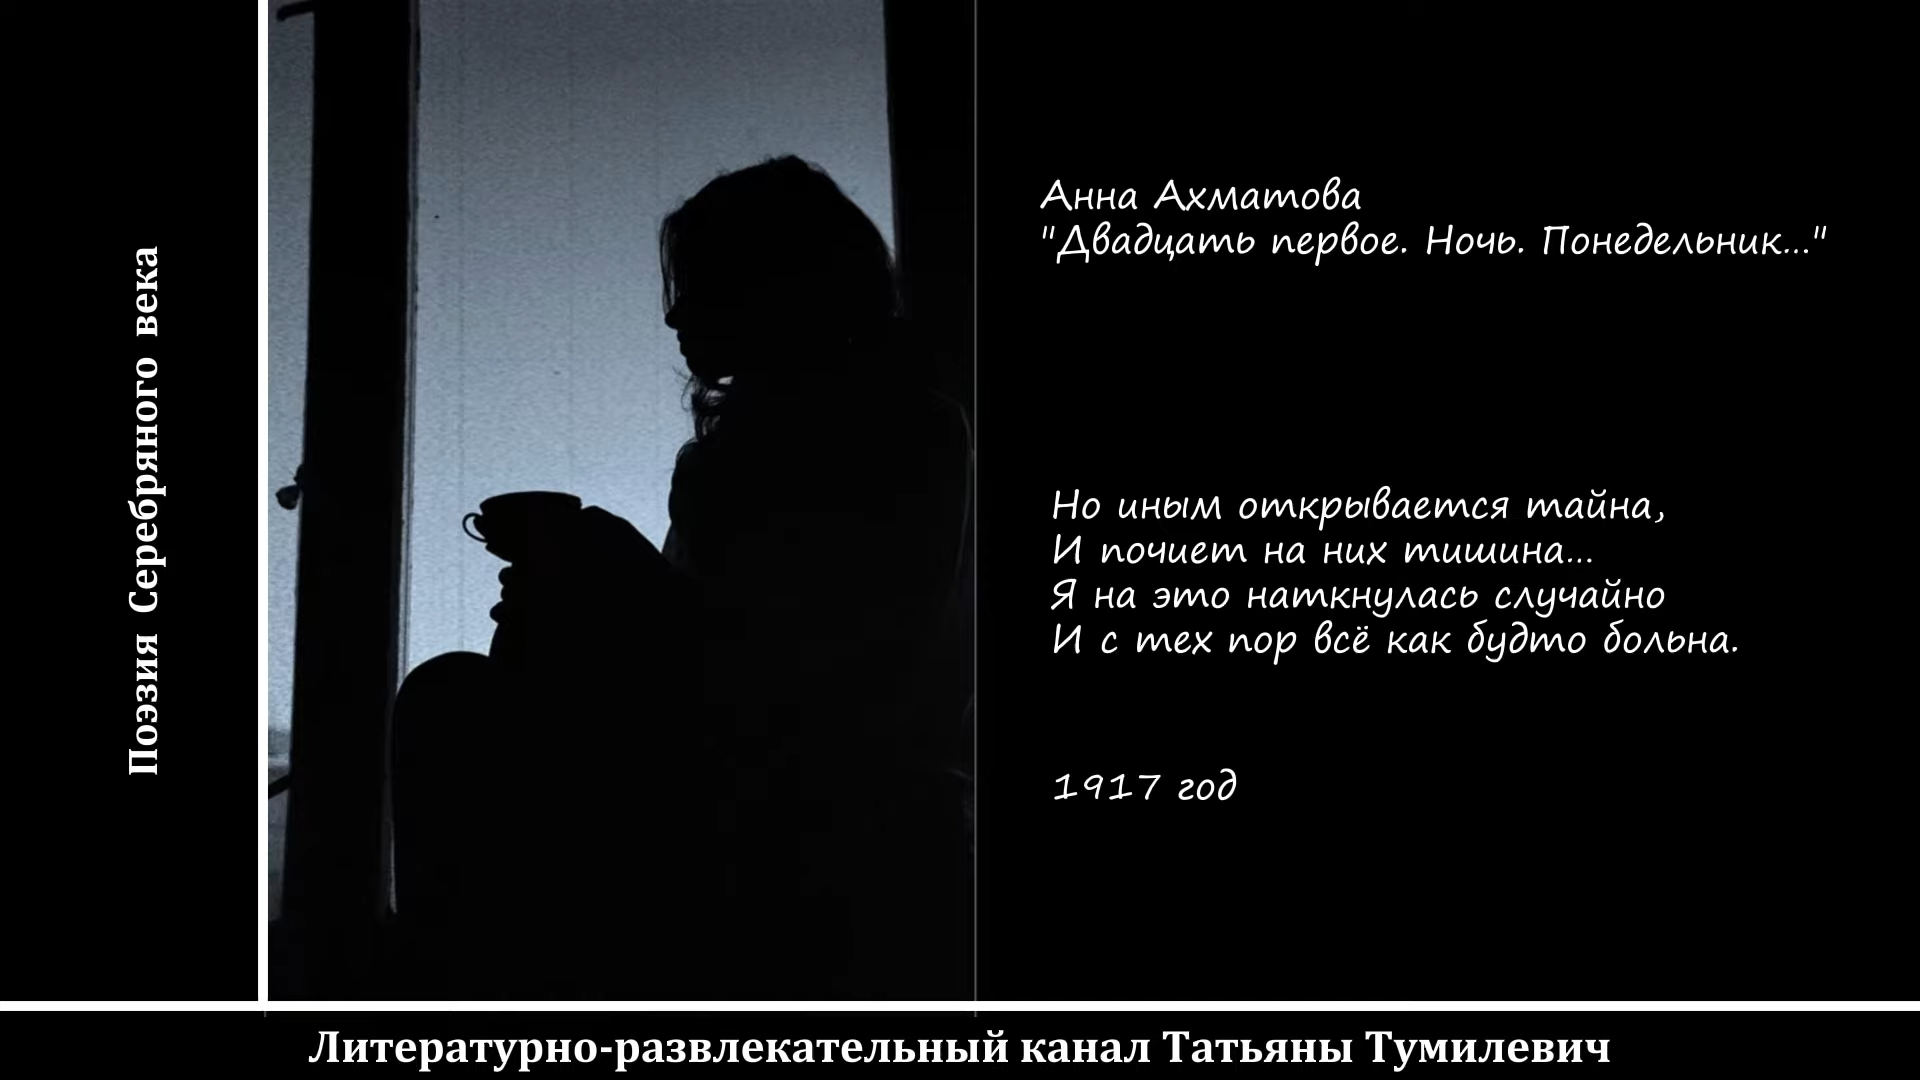 Поэзия Серебряного века
Анна Ахматова
"Двадцать первое. Ночь. Понедельник..."
Но иным открывается тайна,
И почиет на них тишина...
Я на это наткнулась случайно
И с тех пор всё как будто больна.
1917 год
Литературно-развлекательный канал Татьяны Тумилевич